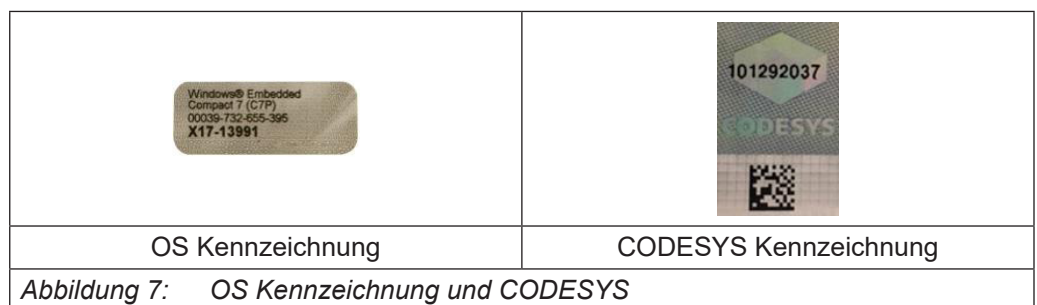 Windows® Embedded
Compact 7 (C7P)
00039-732-655-395
X17-13991
101292037
CODESYS
OS Kennzeichnung
CODESYS Kennzeichnung
Abbildung 7: OS Kennzeichnung und CODESYS